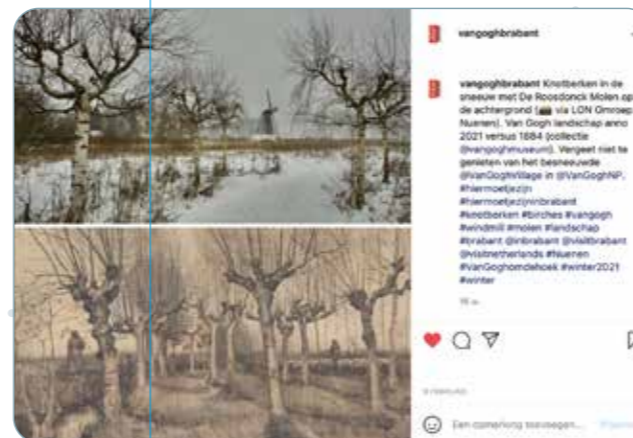 vangoghbrabant
vangoghbrabant Knotberken in de
sneeuw met De Roosdonck Molen op
de achtergrond (📸 via LON Omroep
Nuenen). Van Gogh landschap anno
2021 versus 1884 (collectie
@vangoghmuseum). Vergeet niet te
genieten van het besneeuwde
@VanGoghVillage in @VanGoghNP.
#hiermoetjezijn
#hiermoetjezijninbrabant
#knotberken #birches #vangogh
#windmill #molen #landschap
#brabant @inbrabant @visitbrabant
@visitnetherlands #Nuenen
#VanGoghomdehoek #winter2021
#winter
Een opmerking toevoegen...